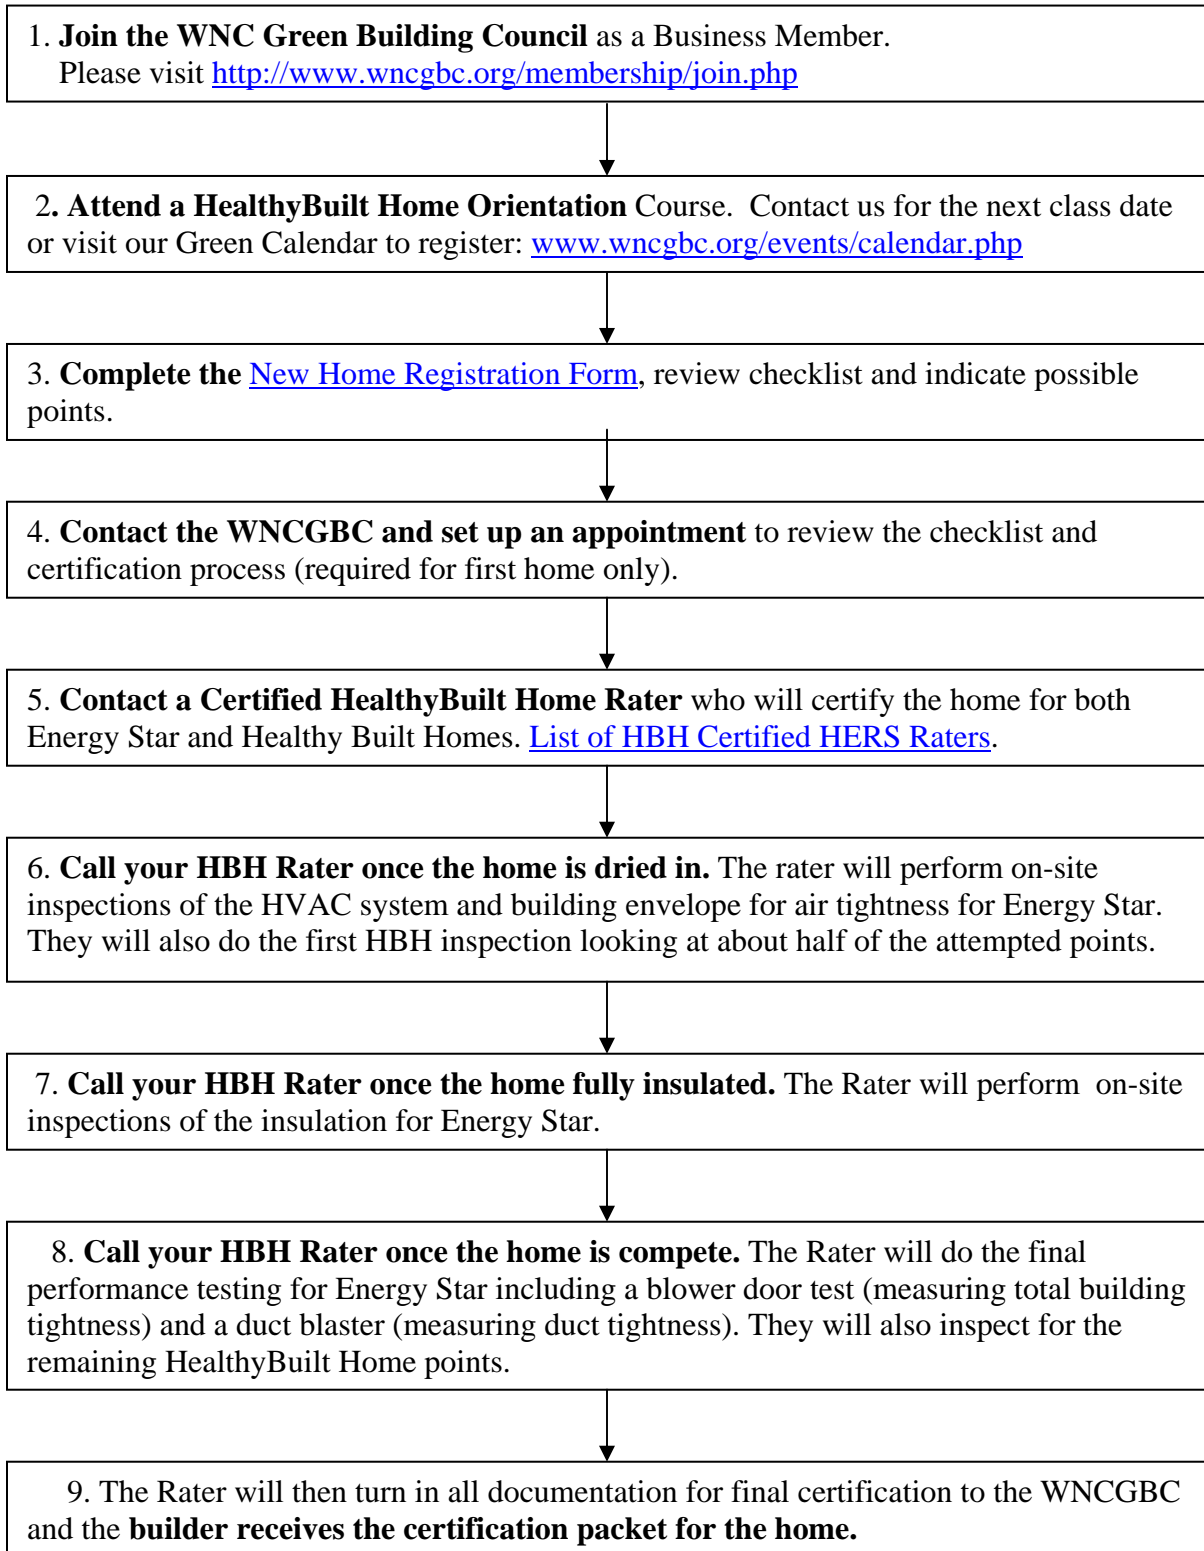 1. Join the WNC Green Building Council as a Business Member.
Please visit http://www.wncgbc.org/membership/join.php
2. Attend a HealthyBuilt Home Orientation Course. Contact us for the next class date
or visit our Green Calendar to register: www.wncgbc.org/events/calendar.php
3. Complete the New Home Registration Form, review checklist and indicate possible
points.
4. Contact the WNCGBC and set up an appointment to review the checklist and
certification process (required for first home only).
5. Contact a Certified HealthyBuilt Home Rater who will certify the home for both
Energy Star and Healthy Built Homes. List of HBH Certified HERS Raters.
6. Call your HBH Rater once the home is dried in. The rater will perform on-site
inspections of the HVAC system and building envelope for air tightness for Energy Star.
They will also do the first HBH inspection looking at about half of the attempted points.
7. Call your HBH Rater once the home fully insulated. The Rater will perform on-site
inspections of the insulation for Energy Star.
8. Call your HBH Rater once the home is compete. The Rater will do the final
performance testing for Energy Star including a blower door test (measuring total building
tightness) and a duct blaster (measuring duct tightness). They will also inspect for the
remaining HealthyBuilt Home points.
9. The Rater will then turn in all documentation for final certification to the WNCGBC
and the builder receives the certification packet for the home.